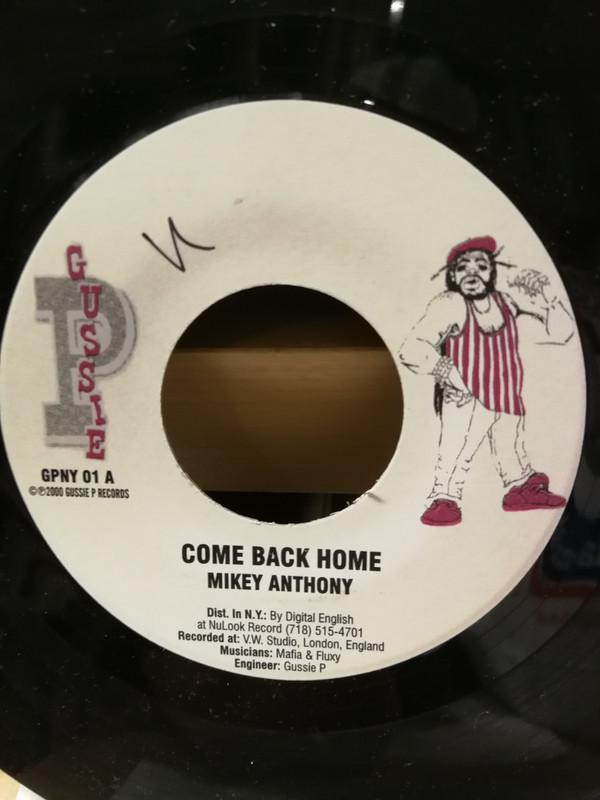 GUSSIE
P
GPNY 01 A
©℗2000 GUSSIE P RECORDS
COME BACK HOME
MIKEY ANTHONY
Dist. In N.Y.: By Digital English
at NuLook Record (718) 515-4701
Recorded at: V.W. Studio, London, England
Musicians: Mafia & Fluxy
Engineer: Gussie P